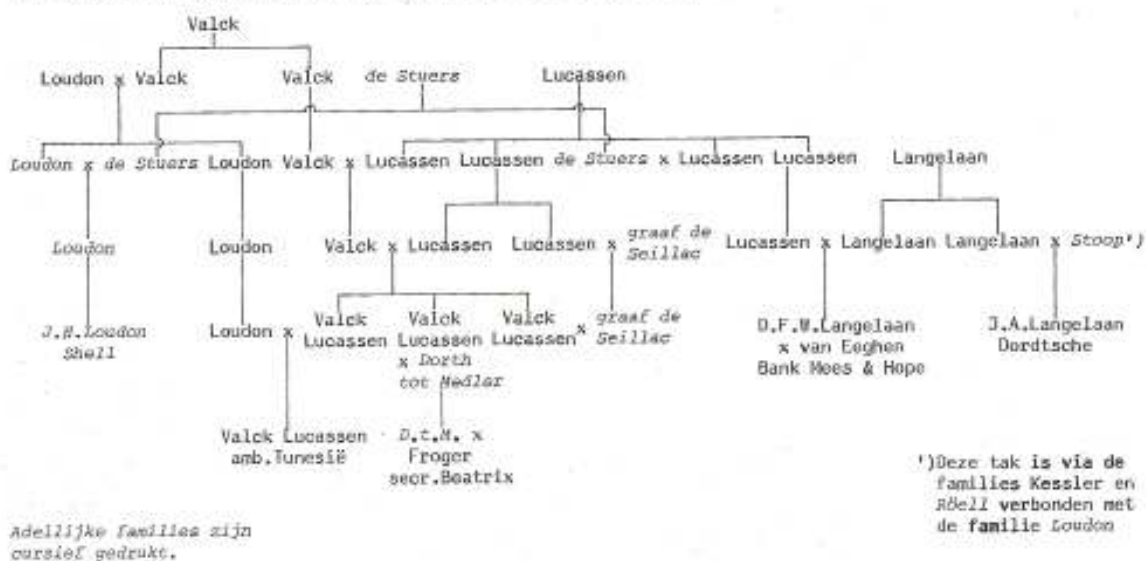 Valck
Loudon x Valck Valck de Stuers Lucassen
Loudon x de Stuers Loudon Valck x Lucassen Lucassen de Stuers x Lucassen Lucassen Langelaan
Loudon Loudon Valck x Lucassen Lucassen x graaf de Seillac Lucassen x Langelaan Langelaan x Stoop')
J.H.Loudon
Shell
Loudon x
Valck
Lucassen
Valck
Lucassen
x Dorth
tot Medler
Valck
Lucassen
x graaf de
Seillac
D.F.W.Langelaan
x van Eeghen
Bank Mees & Hope
J.A.Langelaan
Dordtsche
Valck Lucassen
amb.Tunesië
D.t.M. x
Froger
secr.Beatrix
')Deze tak is via de
families Kessler en
Röell verbonden met
de familie Loudon
Adellijke families zijn
cursief gedrukt.